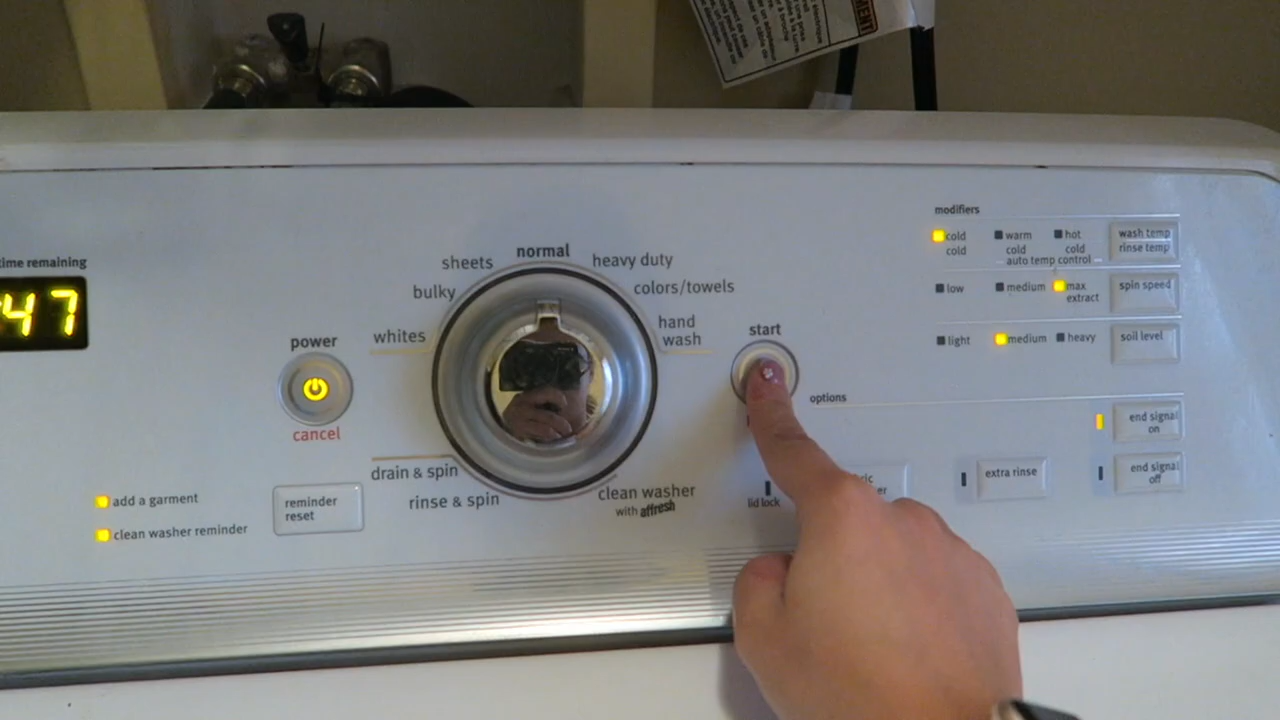 MENT
time remaining
47
power
cancel
add a garment
clean washer reminder
reminder
reset
normal
sheets
heavy duty
bulky
colors/towels
whites
hand
wash
drain & spin
rinse & spin
clean washer
with affresh
start
lid lock
modifiers
cold
cold
warm
cold
hot
cold
auto temp control
wash temp
rinse temp
low
medium
max
extract
spin speed
light
medium
heavy
soil level
options
end signal
on
extra rinse
end signal
off